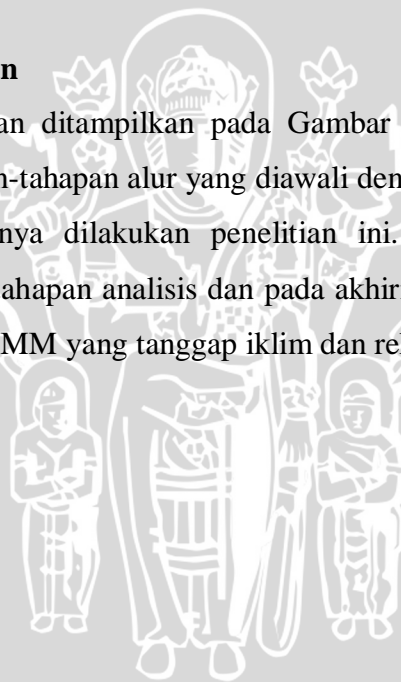 n
an ditampilkan pada Gambar
n-tahapan alur yang diawali den
nya dilakukan penelitian ini.
ahapan analisis dan pada akhir
MM yang tanggap iklim dan rel